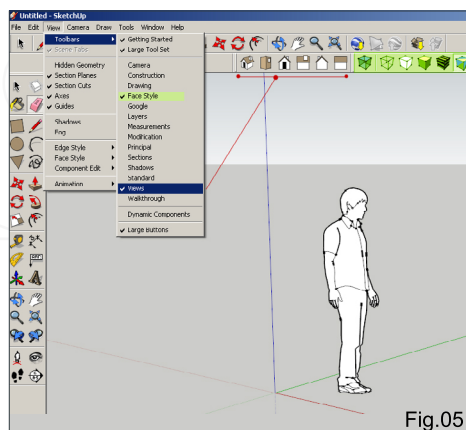 Untitled - SketchUp
File Edit View Camera Draw Tools Window Help
Toolbars
Scene Tabs
Hidden Geometry
Section Planes
Section Cuts
Axes
Guides
Shadows
Fog
Edge Style
Face Style
Component Edit
Animation
Getting Started
Large Tool Set
Camera
Construction
Drawing
Face Style
Google
Layers
Measurements
Modification
Principal
Sections
Shadows
Standard
Views
Walkthrough
Dynamic Components
Large Buttons
Fig.05